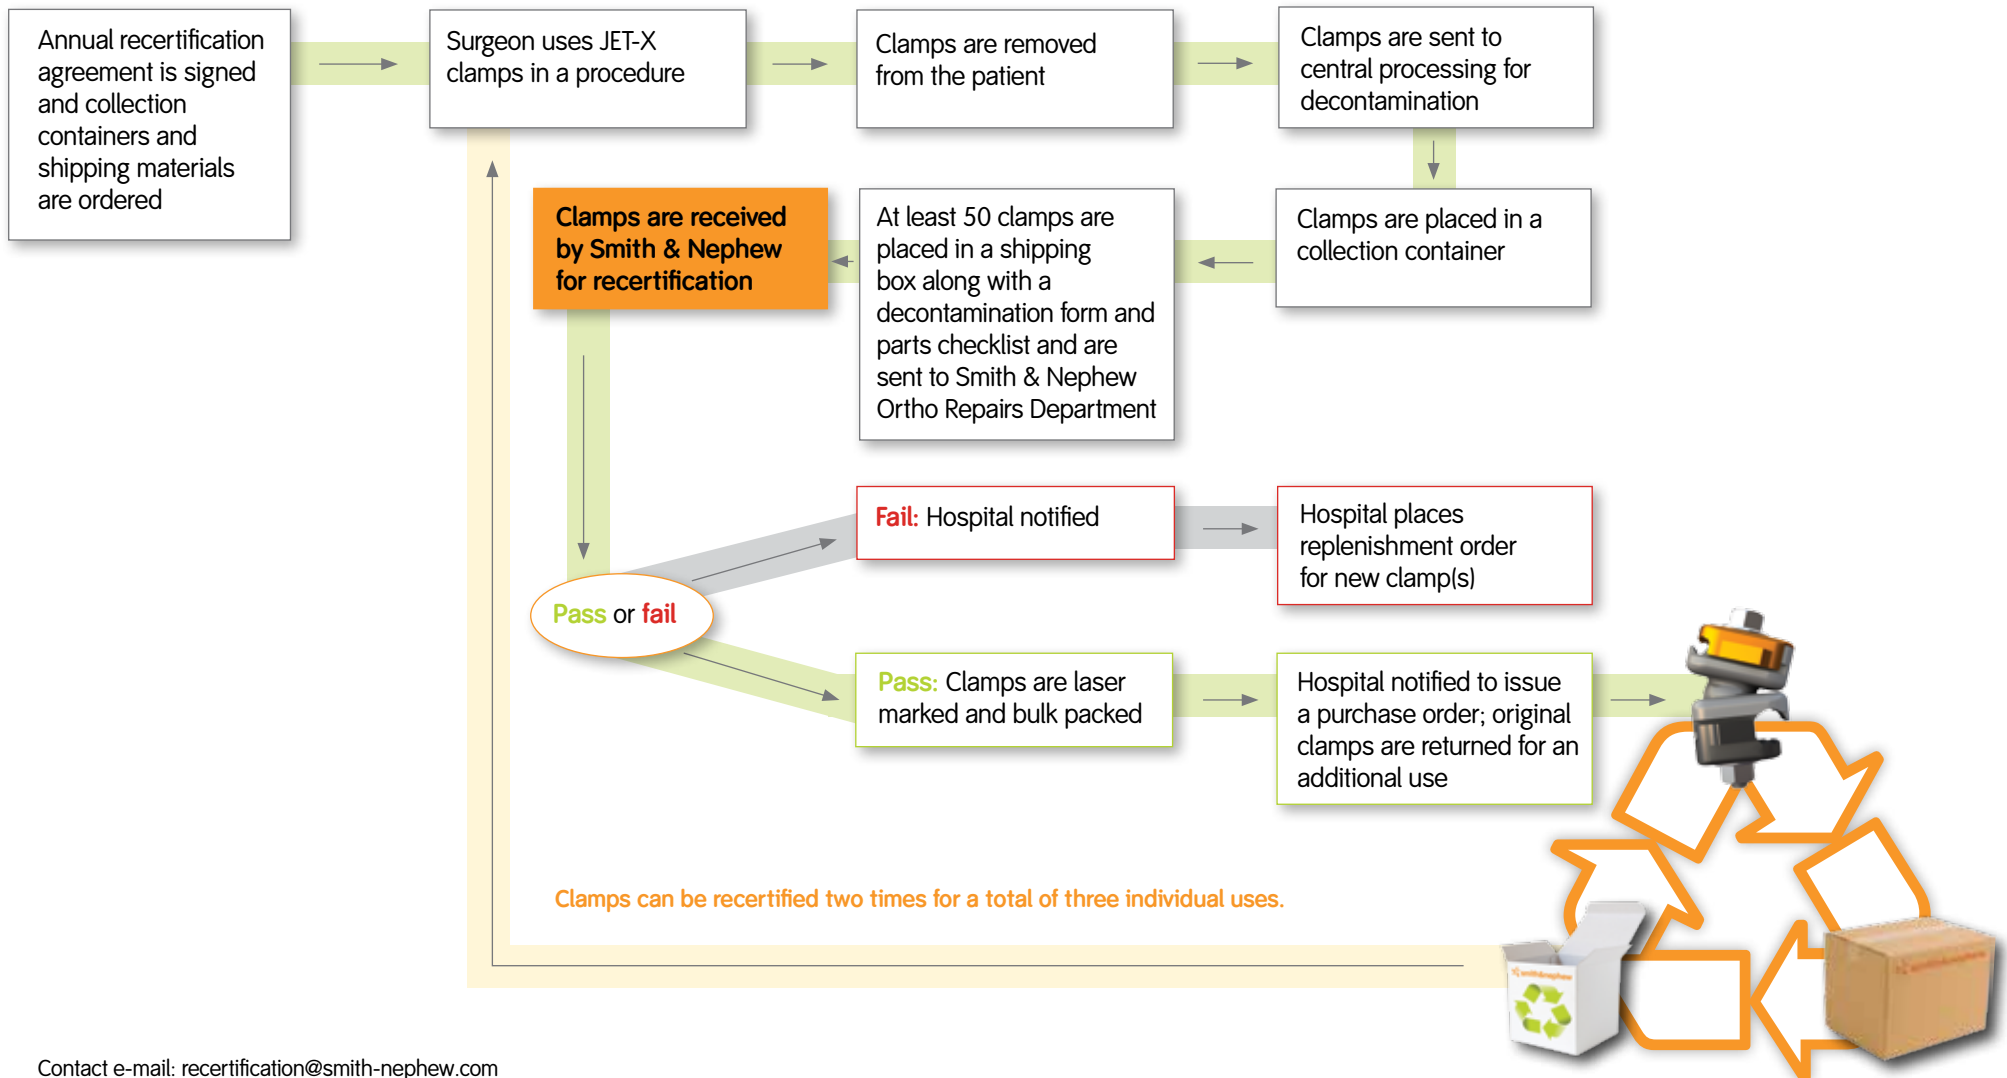 Annual recertification
agreement is signed
and collection
containers and
shipping materials
are ordered
Surgeon uses JET-X
clamps in a procedure
Clamps are removed
from the patient
Clamps are sent to
central processing for
decontamination
Clamps are placed in a
collection container
At least 50 clamps are
placed in a shipping
box along with a
decontamination form and
parts checklist and are
sent to Smith & Nephew
Ortho Repairs Department
Clamps are received
by Smith & Nephew
for recertification
Pass or fail
Fail: Hospital notified
Hospital places
replenishment order
for new clamp(s)
Pass: Clamps are laser
marked and bulk packed
Hospital notified to issue
a purchase order; original
clamps are returned for an
additional use
Clamps can be recertified two times for a total of three individual uses.
smith&nephew
smith&nephew
Contact e-mail: recertification@smith-nephew.com